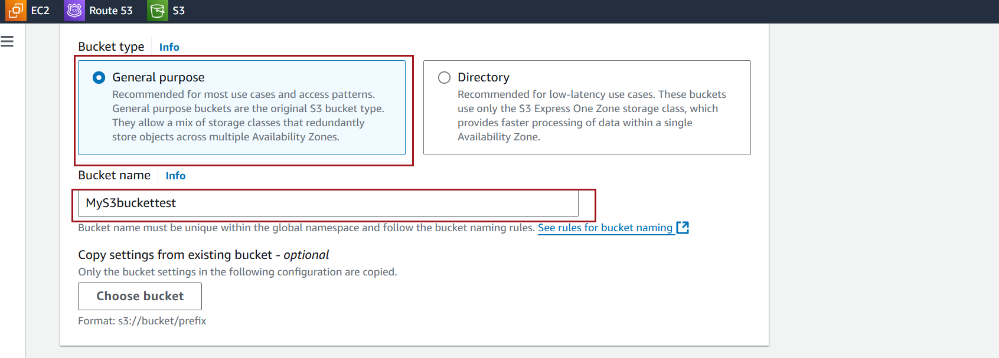 EC2 53 Route 53 S3
Bucket type Info
General purpose
Recommended for most use cases and access patterns.
General purpose buckets are the original S3 bucket type.
They allow a mix of storage classes that redundantly
store objects across multiple Availability Zones.
Directory
Recommended for low-latency use cases. These buckets
use only the S3 Express One Zone storage class, which
provides faster processing of data within a single
Availability Zone.
Bucket name Info
MyS3buckettest
Bucket name must be unique within the global namespace and follow the bucket naming rules. See rules for bucket naming
Copy settings from existing bucket - optional
Only the bucket settings in the following configuration are copied.
Choose bucket
Format: s3://bucket/prefix